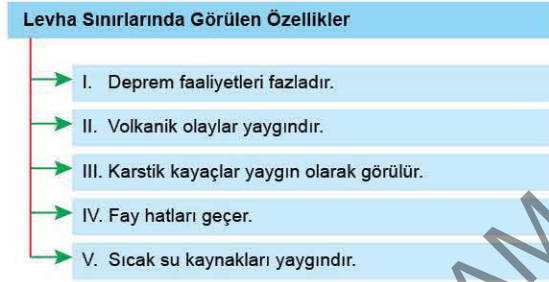 Levha Sınırlarında Görülen Özellikler
I. Deprem faaliyetleri fazladır.
II. Volkanik olaylar yaygındır.
III. Karstik kayaçlar yaygın olarak görülür.
IV. Fay hatları geçer.
V. Sıcak su kaynakları yaygındır.
AM